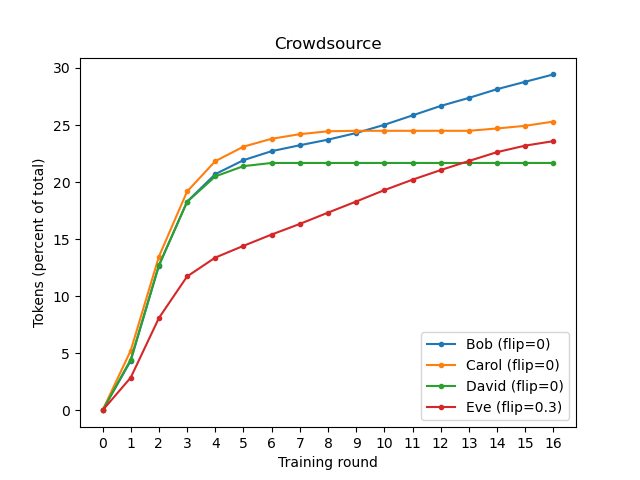 Crowdsource
Tokens (percent of total)
30
25
20
15
10
5
0
Bob (flip=0)
Carol (flip=0)
David (flip=0)
Eve (flip=0.3)
0 1 2 3 4 5 6 7 8 9 10 11 12 13 14 15 16
Training round